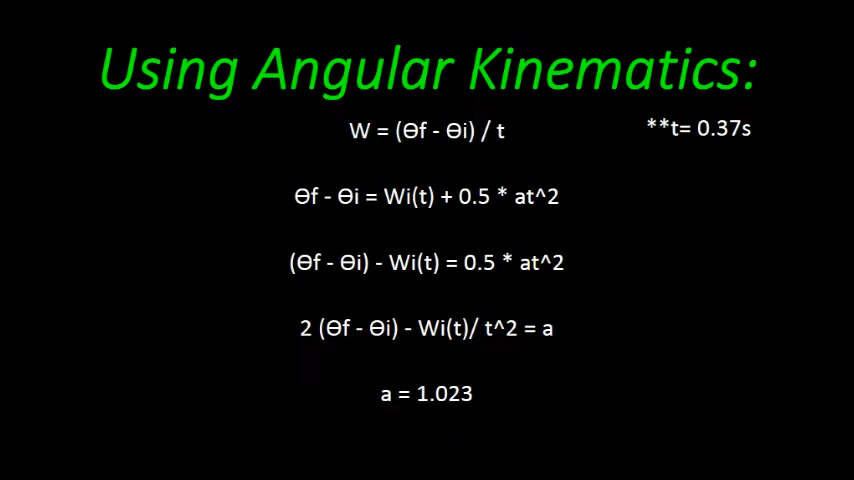 Using Angular Kinematics:
W = (Ɵf - Ɵi) / t
**t= 0.37s
Ɵf - Ɵi = Wi(t) + 0.5 * at^2
(Ɵf - Ɵi) - Wi(t) = 0.5 * at^2
2 (Ɵf - Ɵi) - Wi(t)/ t^2 = a
a = 1.023